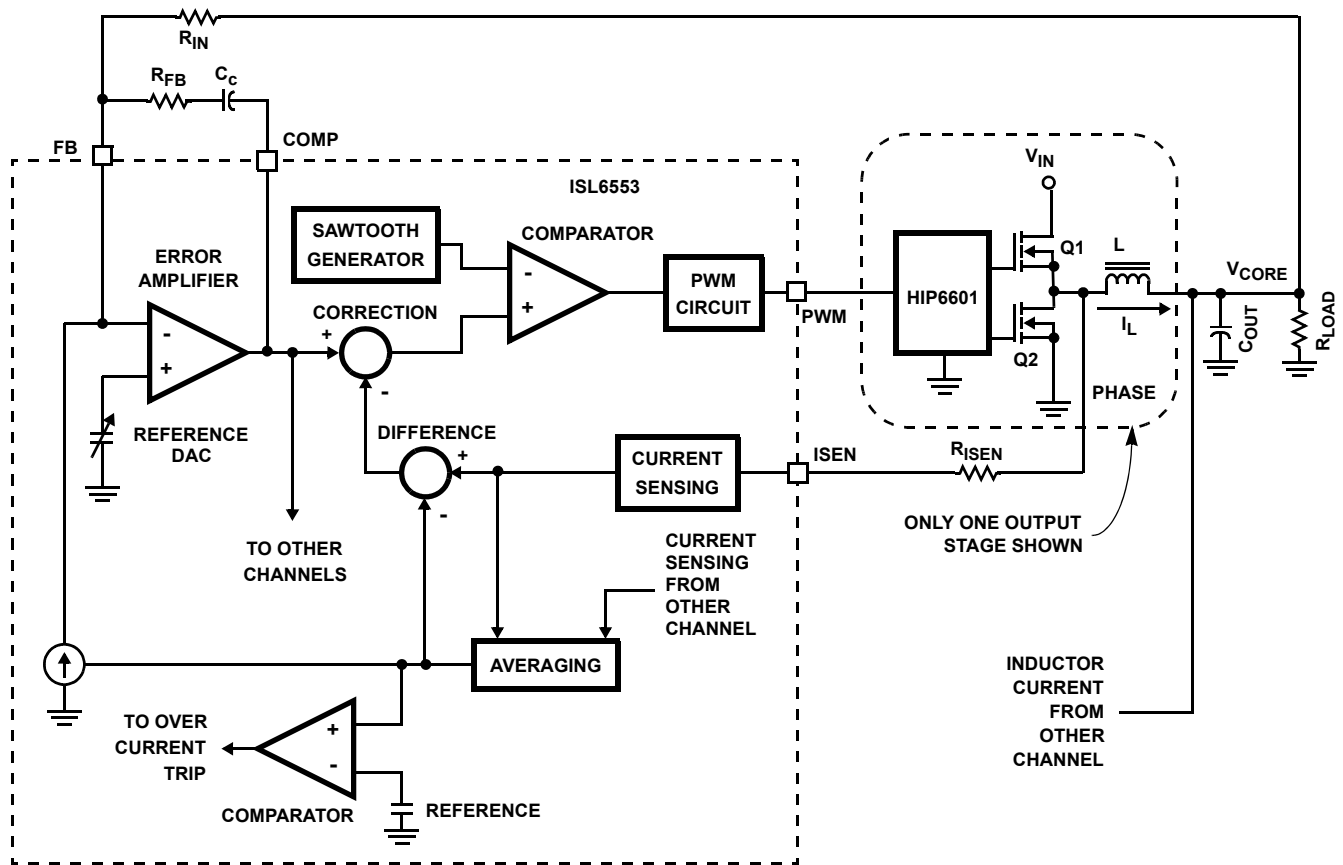 R_IN
R_FB
C_c
FB
COMP
ISL6553
V_IN
SAWTOOTH
GENERATOR
COMPARATOR
ERROR
AMPLIFIER
PWM
CIRCUIT
HIP6601
Q1
L
V_CORE
CORRECTION
PWM
Q2
I_L
C_OUT
R_LOAD
-
+
-
+
+
-
REFERENCE
DAC
DIFFERENCE
+
-
CURRENT
SENSING
ISEN
R_ISEN
PHASE
ONLY ONE OUTPUT
STAGE SHOWN
TO OTHER
CHANNELS
CURRENT
SENSING
FROM
OTHER
CHANNEL
AVERAGING
INDUCTOR
CURRENT
FROM
OTHER
CHANNEL
TO OVER
CURRENT
TRIP
+
-
COMPARATOR
REFERENCE